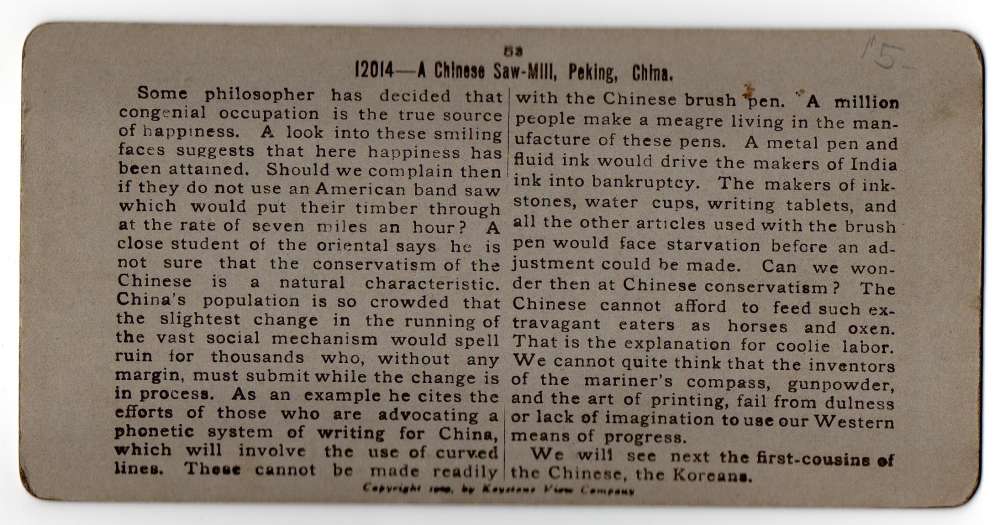 53
12014—A Chinese Saw-Mill, Peking, China.
Some philosopher has decided that
congenial occupation is the true source
of happiness. A look into these smiling
faces suggests that here happiness has
been attained. Should we complain then
if they do not use an American band saw
which would put their timber through
at the rate of seven miles an hour? A
close student of the oriental says he is
not sure that the conservatism of the
Chinese is a natural characteristic.
China's population is so crowded that
the slightest change in the running of
the vast social mechanism would spell
ruin for thousands who, without any
margin, must submit while the change is
in process. As an example he cites the
efforts of those who are advocating a
phonetic system of writing for China,
which will involve the use of curved
lines. These cannot be made readily
with the Chinese brush pen. A million
people make a meagre living in the man-
ufacture of these pens. A metal pen and
fluid ink would drive the makers of India
ink into bankruptcy. The makers of ink-
stones, water cups, writing tablets, and
all the other articles used with the brush
pen would face starvation before an ad-
justment could be made. Can we won-
der then at Chinese conservatism? The
Chinese cannot afford to feed such ex-
travagant eaters as horses and oxen.
That is the explanation for coolie labor.
We cannot quite think that the inventors
of the mariner's compass, gunpowder,
and the art of printing, fail from dulness
or lack of imagination to use our Western
means of progress.
We will see next the first-cousins of
the Chinese, the Koreans.
Copyright by Keystone View Company